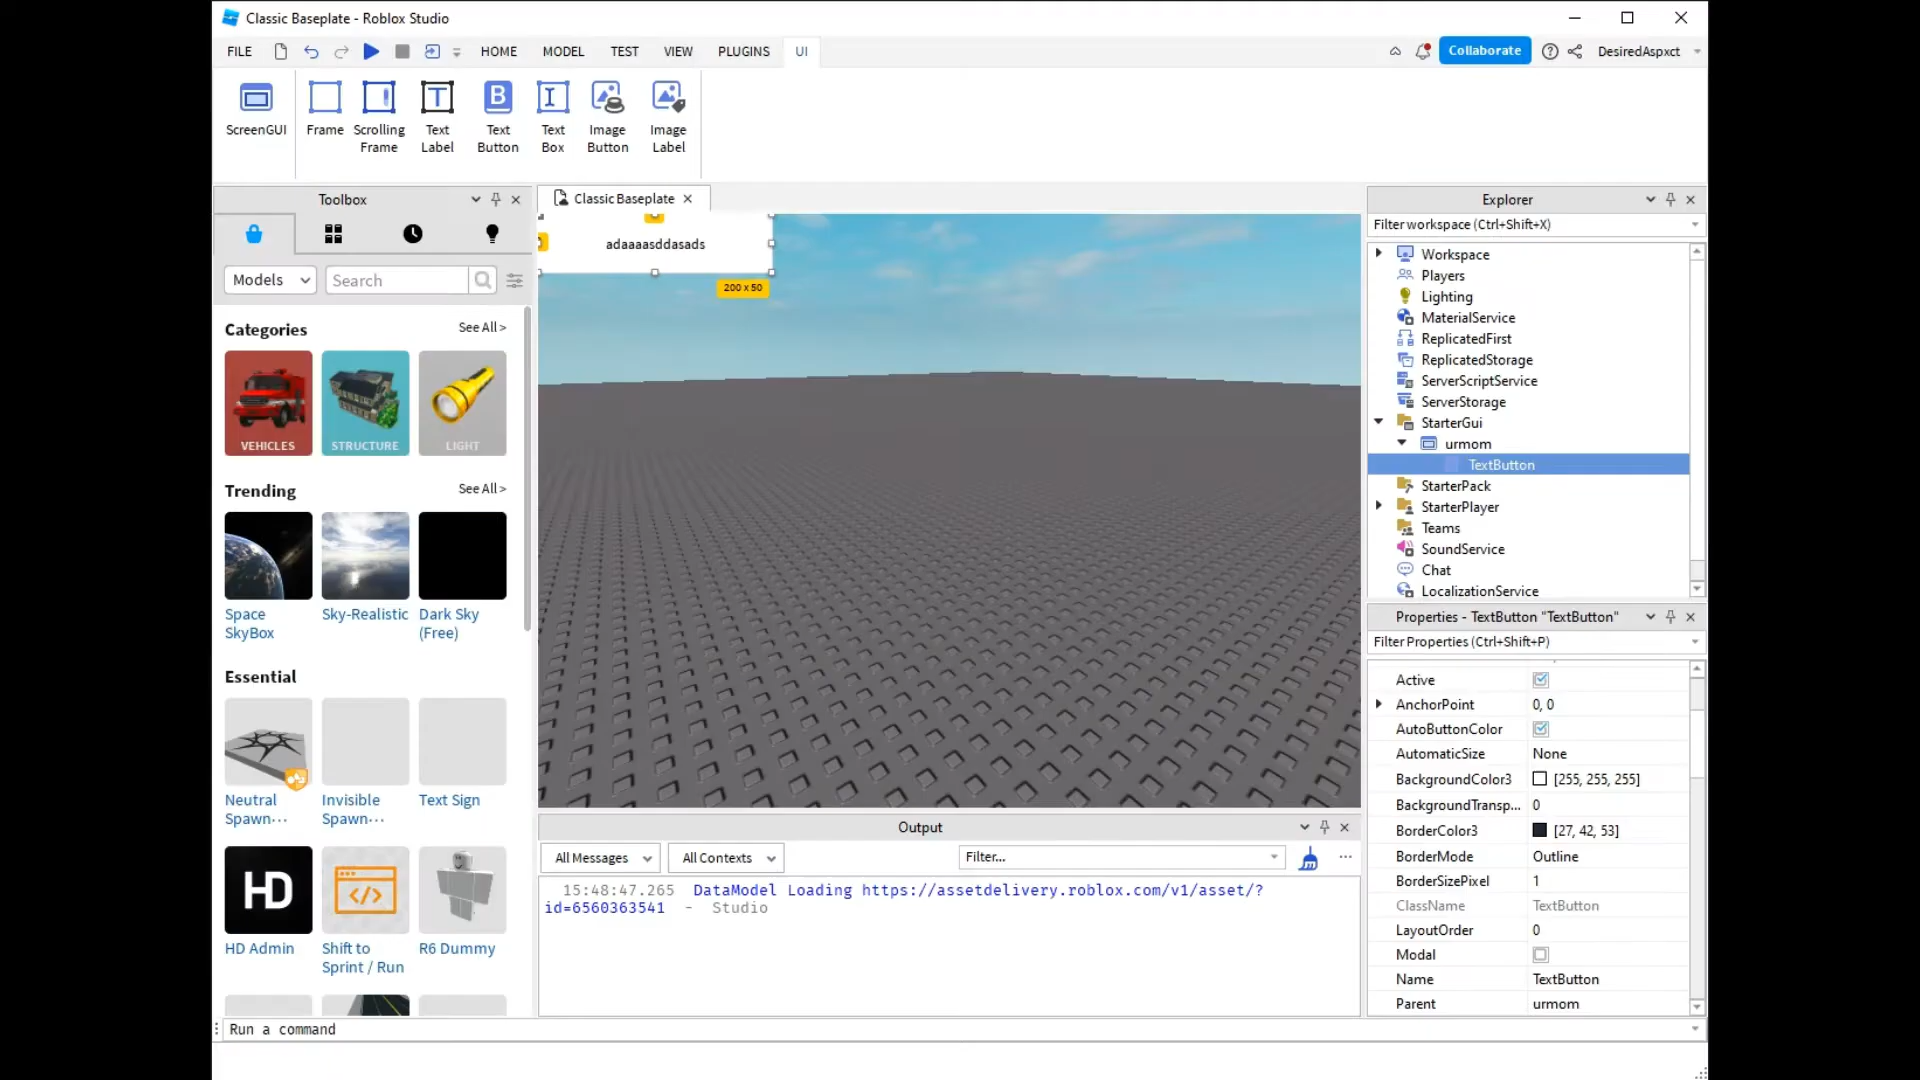 Classic Baseplate - Roblox Studio
FILE
HOME
MODEL
TEST
VIEW
PLUGINS
UI
Collaborate
DesiredAspxct
ScreenGUI
Frame
Scrolling
Frame
Text
Label
Text
Button
Text
Box
Image
Button
Image
Label
Toolbox
Models
Search
Categories
See All >
VEHICLES
STRUCTURE
LIGHT
Trending
See All >
Space
SkyBox
Sky-Realistic
Dark Sky
(Free)
Essential
Neutral
Spawn···
Invisible
Spawn···
Text Sign
HD
HD Admin
Shift to
Sprint / Run
R6 Dummy
Classic Baseplate
adaaaasddasads
200 x 50
Output
All Messages
All Contexts
Filter...
15:48:47.265 DataModel Loading https://assetdelivery.roblox.com/v1/asset/?
id=6560363541 - Studio
Explorer
Filter workspace (Ctrl+Shift+X)
Workspace
Players
Lighting
MaterialService
ReplicatedFirst
ReplicatedStorage
ServerScriptService
ServerStorage
StarterGui
urmom
TextButton
StarterPack
StarterPlayer
Teams
SoundService
Chat
LocalizationService
Properties - TextButton "TextButton"
Filter Properties (Ctrl+Shift+P)
Active
AnchorPoint 0, 0
AutoButtonColor
AutomaticSize None
BackgroundColor3 [255, 255, 255]
BackgroundTransp... 0
BorderColor3 [27, 42, 53]
BorderMode Outline
BorderSizePixel 1
ClassName TextButton
LayoutOrder 0
Modal
Name TextButton
Parent urmom
Run a command